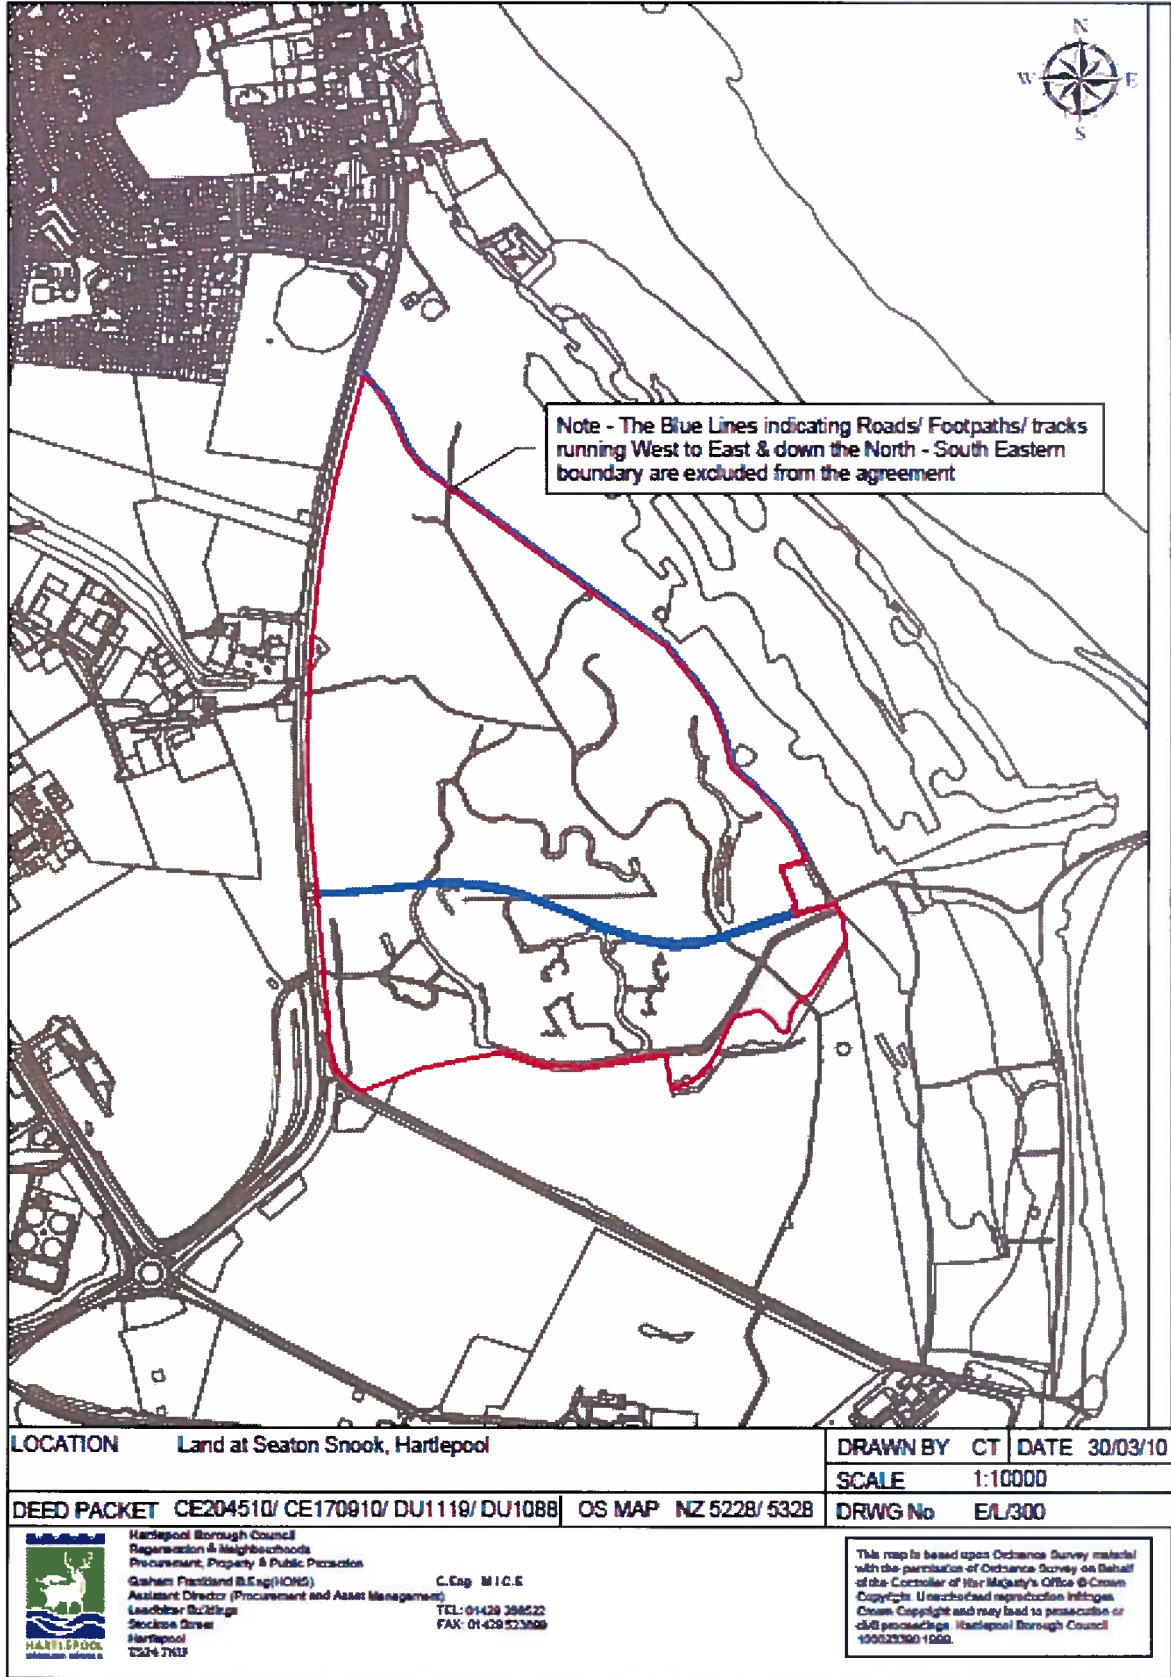 N
W E
S
Note - The Blue Lines indicating Roads/ Footpaths/ tracks
running West to East & down the North - South Eastern
boundary are excluded from the agreement
LOCATION Land at Seaton Snook, Hartlepool
DRAWN BY CT DATE 30/03/10
SCALE 1:10000
DEED PACKET CE204510/ CE170910/ DU1119/ DU1088 OS MAP NZ 5228/ 5328
DRWG No E/L/300
Hartlepool Borough Council
Regeneration & Neighbourhoods
Procurement, Property & Public Protection
Graham Frankland B.Eng(HONS) C.Eng M I C E
Assistant Director (Procurement and Asset Management)
Leadbitter Buildings TEL: 01429
Stockton Street FAX: 01429
Hartlepool
HARTLEPOOL
BOROUGH COUNCIL
This map is based upon Ordnance Survey material
with the permission of Ordnance Survey on Behalf
of the Controller of Her Majesty's Office © Crown
Copyright. Unauthorised reproduction infringes
Crown Copyright and may lead to prosecution or
civil proceedings. Hartlepool Borough Council
1999.